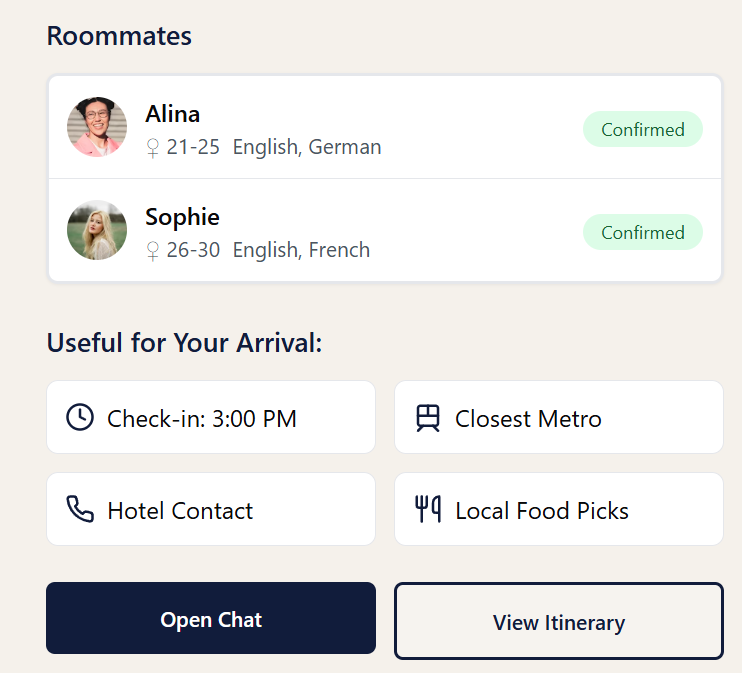 Roommates
Alina
♀ 21-25 English, German
Confirmed
Sophie
♀ 26-30 English, French
Confirmed
Useful for Your Arrival:
Check-in: 3:00 PM
Closest Metro
Hotel Contact
Local Food Picks
Open Chat
View Itinerary